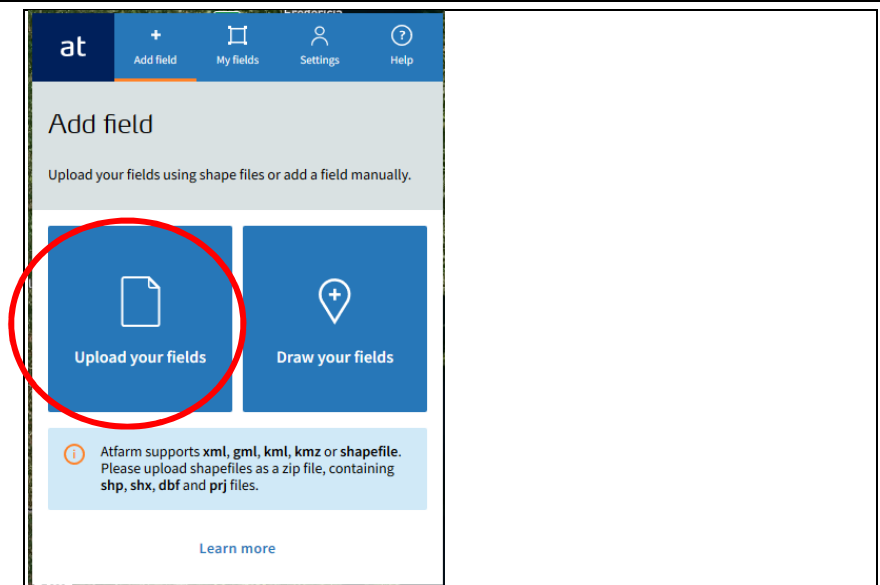 at
Add field
My fields
Settings
Help
Add field
Upload your fields using shape files or add a field manually.
Upload your fields
Draw your fields
Atfarm supports xml, gml, kml, kmz or shapefile.
Please upload shapefiles as a zip file, containing
shp, shx, dbf and prj files.
Learn more